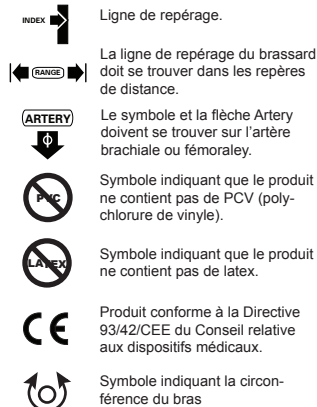 INDEX Ligne de repérage.
La ligne de repérage du brassard
RANGE doit se trouver dans les repères
de distance.
ARTERY Le symbole et la flèche Artery
doivent se trouver sur l'artère
Φ brachiale ou fémoraley.
Symbole indiquant que le produit
PVC ne contient pas de PCV (poly-
chlorure de vinyle).
Symbole indiquant que le produit
LATEX ne contient pas de latex.
Produit conforme à la Directive
CE 93/42/CEE du Conseil relative
aux dispositifs médicaux.
Symbole indiquant la circon-
férence du bras